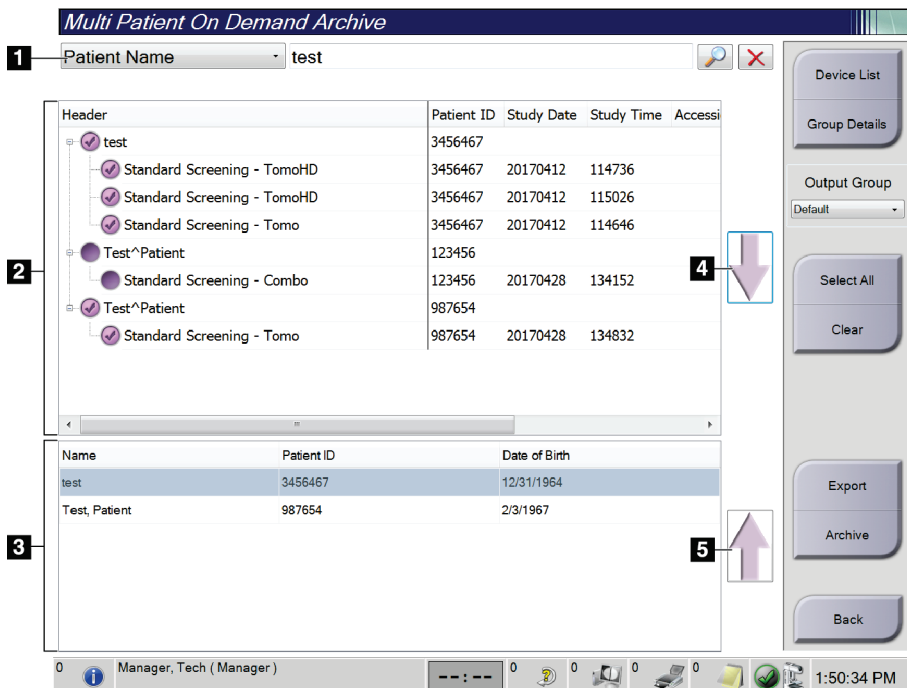 Multi Patient On Demand Archive
1 Patient Name test
Device List
Group Details
Output Group
Default
Select All
Clear
Export
Archive
Back
2
Header Patient ID Study Date Study Time Accessi
test 3456467
Standard Screening - TomoHD 3456467 20170412 114736
Standard Screening - TomoHD 3456467 20170412 115026
Standard Screening - Tomo 3456467 20170412 114646
Test^Patient 123456
Standard Screening - Combo 123456 20170428 134152
Test^Patient 987654
Standard Screening - Tomo 987654 20170428 134832
4
3
Name Patient ID Date of Birth
test 3456467 12/31/1964
Test, Patient 987654 2/3/1967
5
0 Manager, Tech ( Manager ) --:-- 0 0 0 0 1:50:34 PM